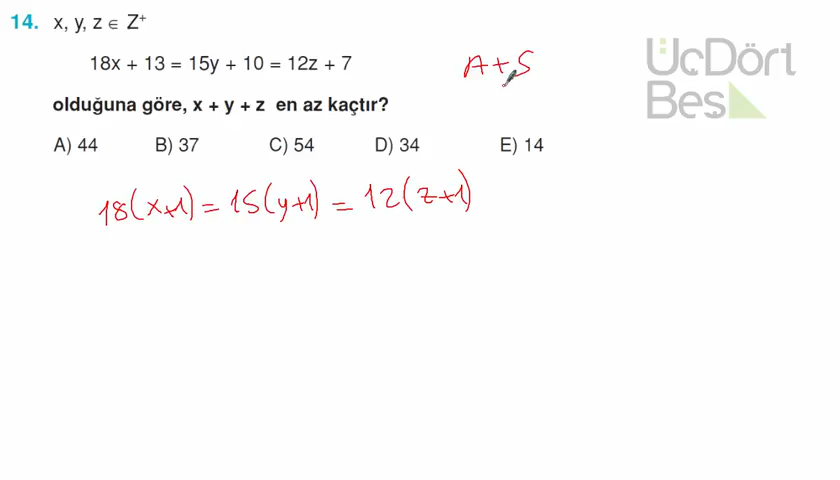 14. x, y, z ∈ Z⁺
18x + 13 = 15y + 10 = 12z + 7
A+5
olduğuna göre, x + y + z en az kaçtır?
A) 44 B) 37 C) 54 D) 34 E) 14
18(x+1) = 15(y+1) = 12(z+1)
ÜçDört
Beş